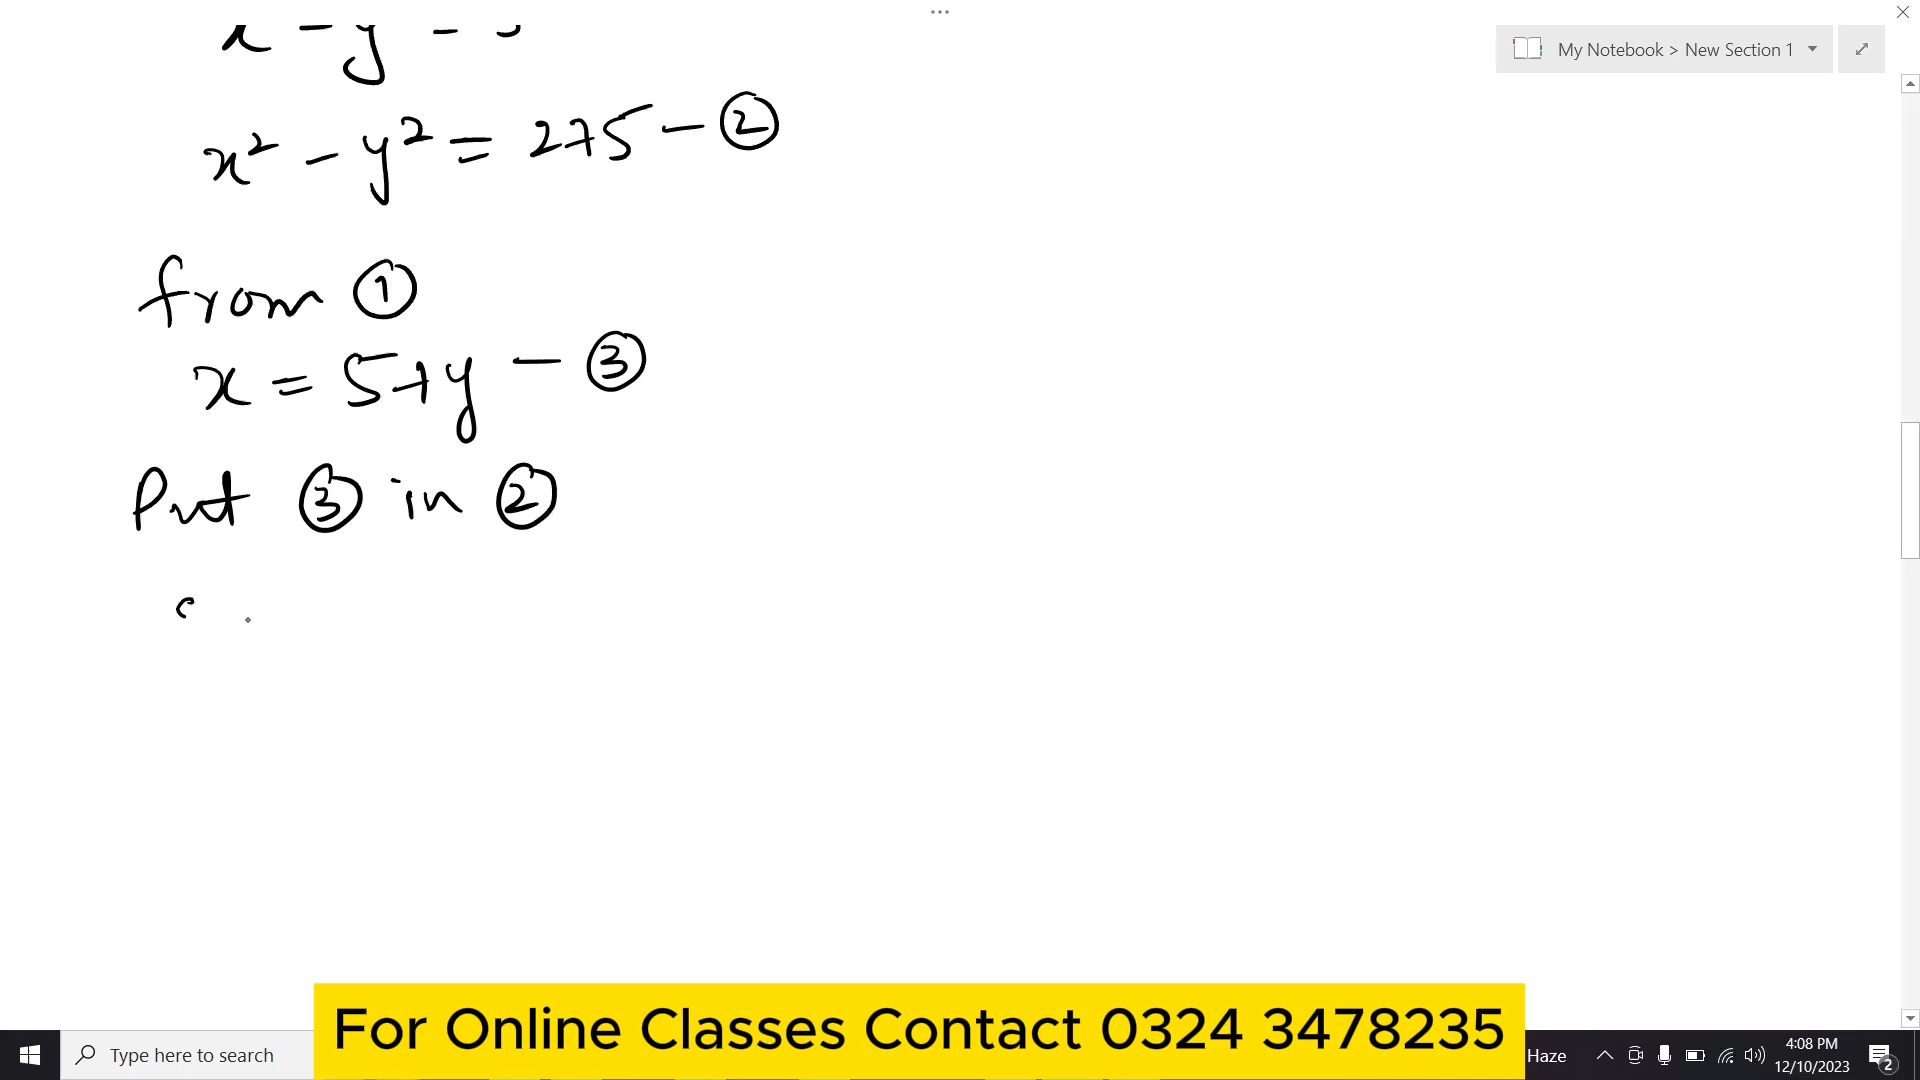 My Notebook > New Section 1
x² - y² = 275 - ②
from ①
x = 5+y - ③
Put ③ in ②
For Online Classes Contact 0324 3478235
Type here to search
Haze
4:08 PM
12/10/2023
2